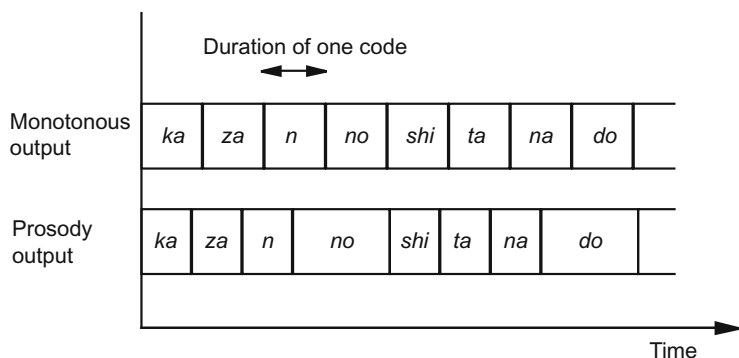 Duration of one code
Monotonous
output
ka za n no shi ta na do
Prosody
output
ka za n no shi ta na do
Time